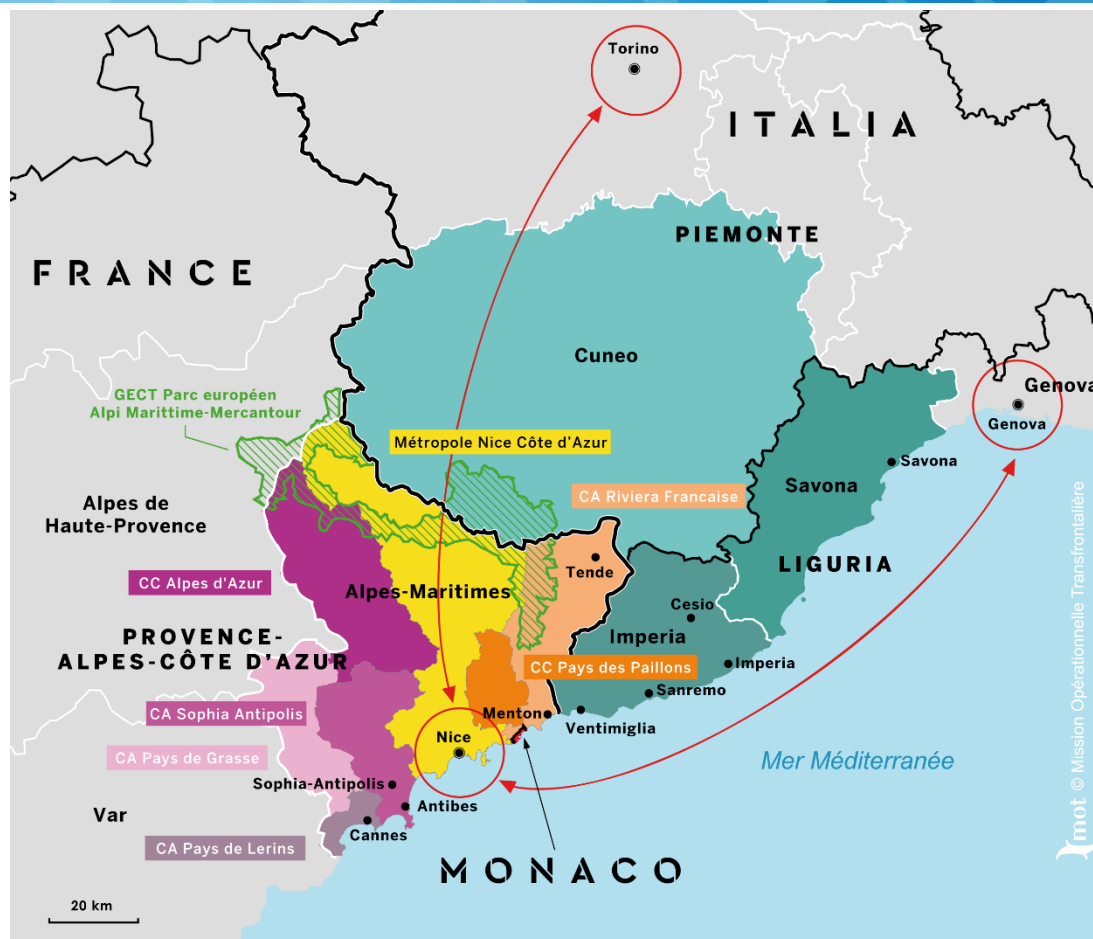 Torino
ITALIA
PIEMONTE
FRANCE
Cuneo
GECT Parc européen
Alpi Marittime-Mercantour
Genova
Genova
Métropole Nice Côte d'Azur
Savona
CA Riviera Francaise
Savona
Alpes de
Haute-Provence
LIGURIA
Tende
CC Alpes d'Azur
Alpes-Maritimes
Cesio
Imperia
PROVENCE-
ALPES-CÔTE D'AZUR
CC Pays des Paillons
Imperia
Sanremo
CA Sophia Antipolis
Menton
Ventimiglia
Nice
CA Pays de Grasse
Mer Méditerranée
Sophia-Antipolis
Antibes
Var
Cannes
CA Pays de Lerins
MONACO
20 km
mot © Mission Opérationnelle Transfrontalière